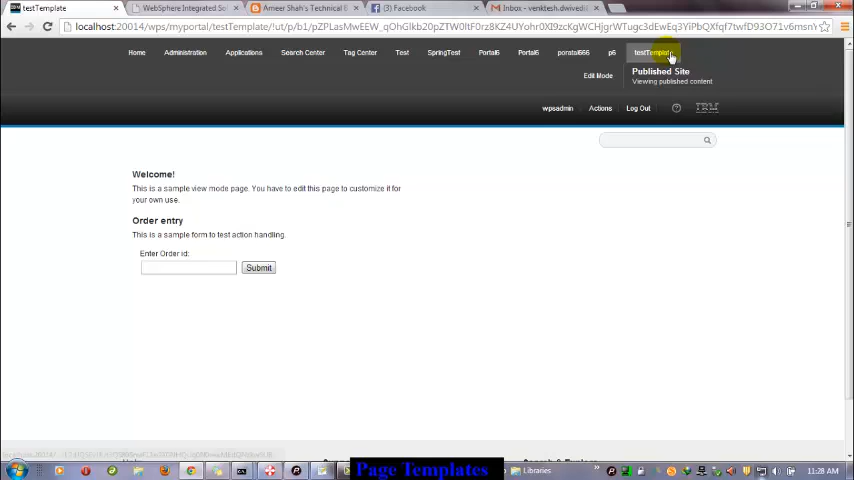 testTemplate
WebSphere Integrated So
Ameer Shah's Technical
(3) Facebook
Inbox - venktesh.dwivedi
localhost:20014/wps/myportal/testTemplate/
Home Administration Applications Search Center Tag Center Test SpringTest Portal6 Portal6 poratal666 p6 testTemplate
Edit Mode
Published Site
Viewing published content
wpsadmin Actions Log Out ? IBM
Welcome!
This is a sample view mode page. You have to edit this page to customize it for
your own use.
Order entry
This is a sample form to test action handling.
Enter Order id:
Submit
Page Templates
Libraries
11:28 AM